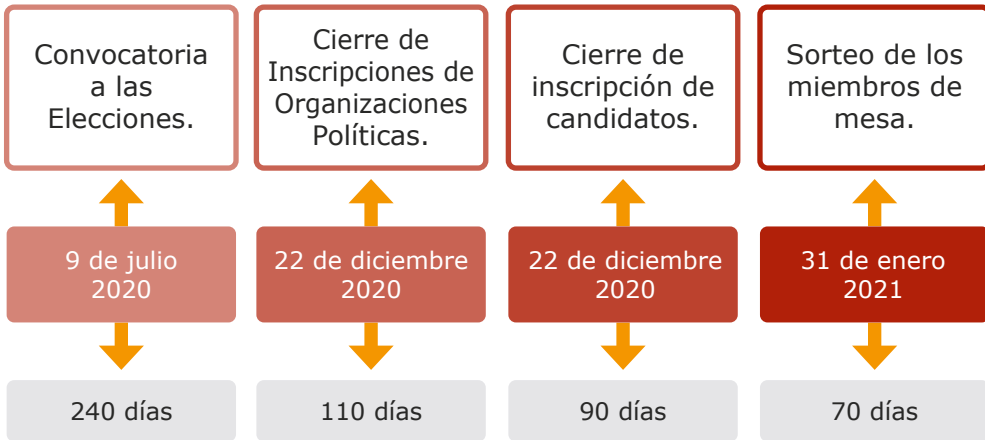 Convocatoria
a las
Elecciones.
Cierre de
Inscripciones de
Organizaciones
Políticas.
Cierre de
inscripción de
candidatos.
Sorteo de los
miembros de
mesa.
9 de julio
2020
22 de diciembre
2020
22 de diciembre
2020
31 de enero
2021
240 días
110 días
90 días
70 días